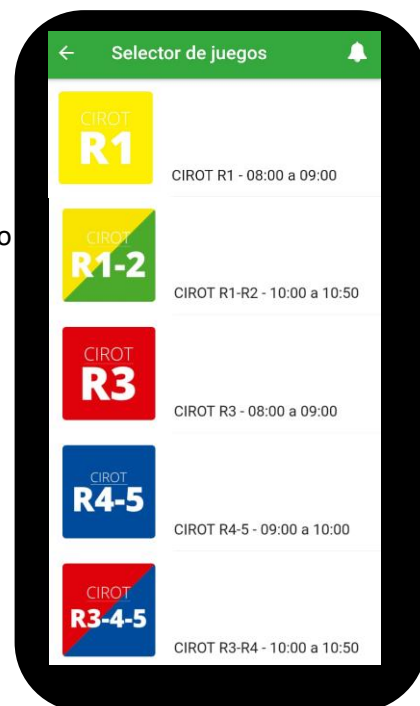 Selector de juegos
CIROT
R1
CIROT R1 - 08:00 a 09:00
o
CIROT
R1-2
CIROT R1-R2 - 10:00 a 10:50
CIROT
R3
CIROT R3 - 08:00 a 09:00
CIROT
R4-5
CIROT R4-5 - 09:00 a 10:00
CIROT
R3-4-5
CIROT R3-R4 - 10:00 a 10:50